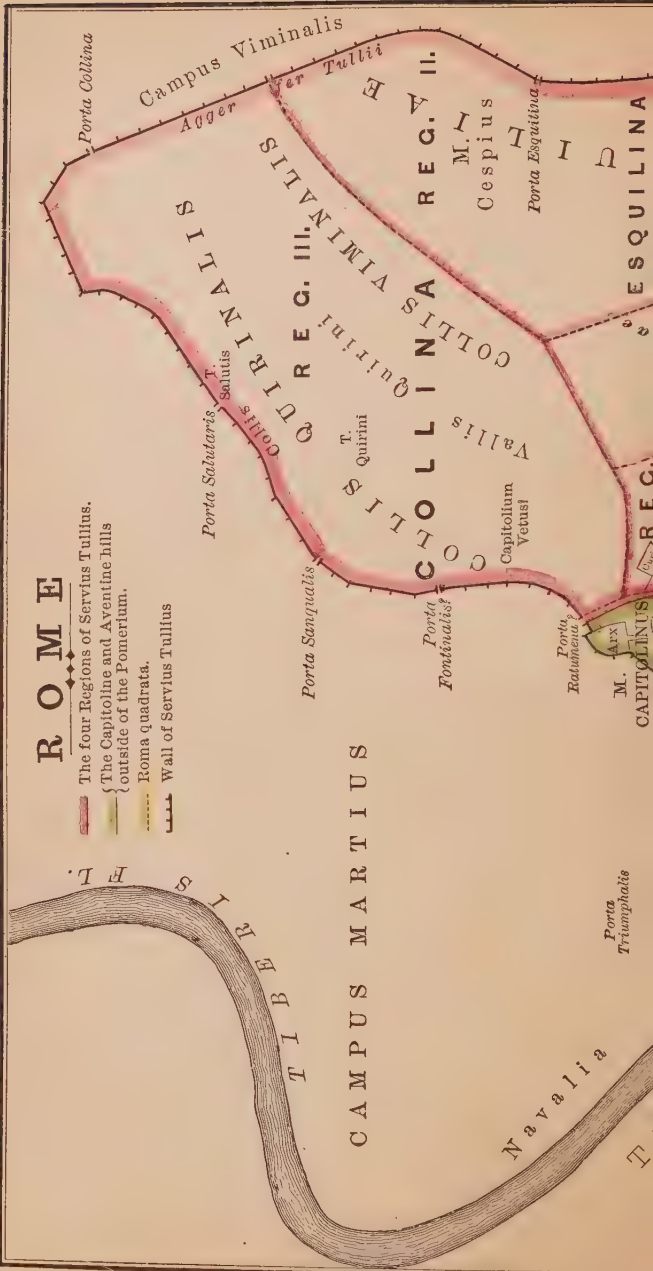 ROME
The four Regions of Servius Tullius.
The Capitoline and Aventine hills
outside of the Pomerium.
Roma quadrata.
Wall of Servius Tullius
Porta Collina
Campus Viminalis
Agger Ser Tullii
REG. II.
M.
Cespius
Porta Esquilina
UILIAE
ESQUILINA
ae
COLLIS VIMINALIS
REG. III.
COLLIS QUIRINALIS
Vallis Quirini
T.
Salutis
Collis
Porta Salutaris
T.
Quirini
COLLINA
Porta Sanqualis
Porta
Fontinalis?
Capitolium
Vetus?
Porta
Ratumena?
Arx
M.
CAPITOLINUS
REG.
FL.
TIBERIS
CAMPUS MARTIUS
Porta
Triumphalis
Navalia
T